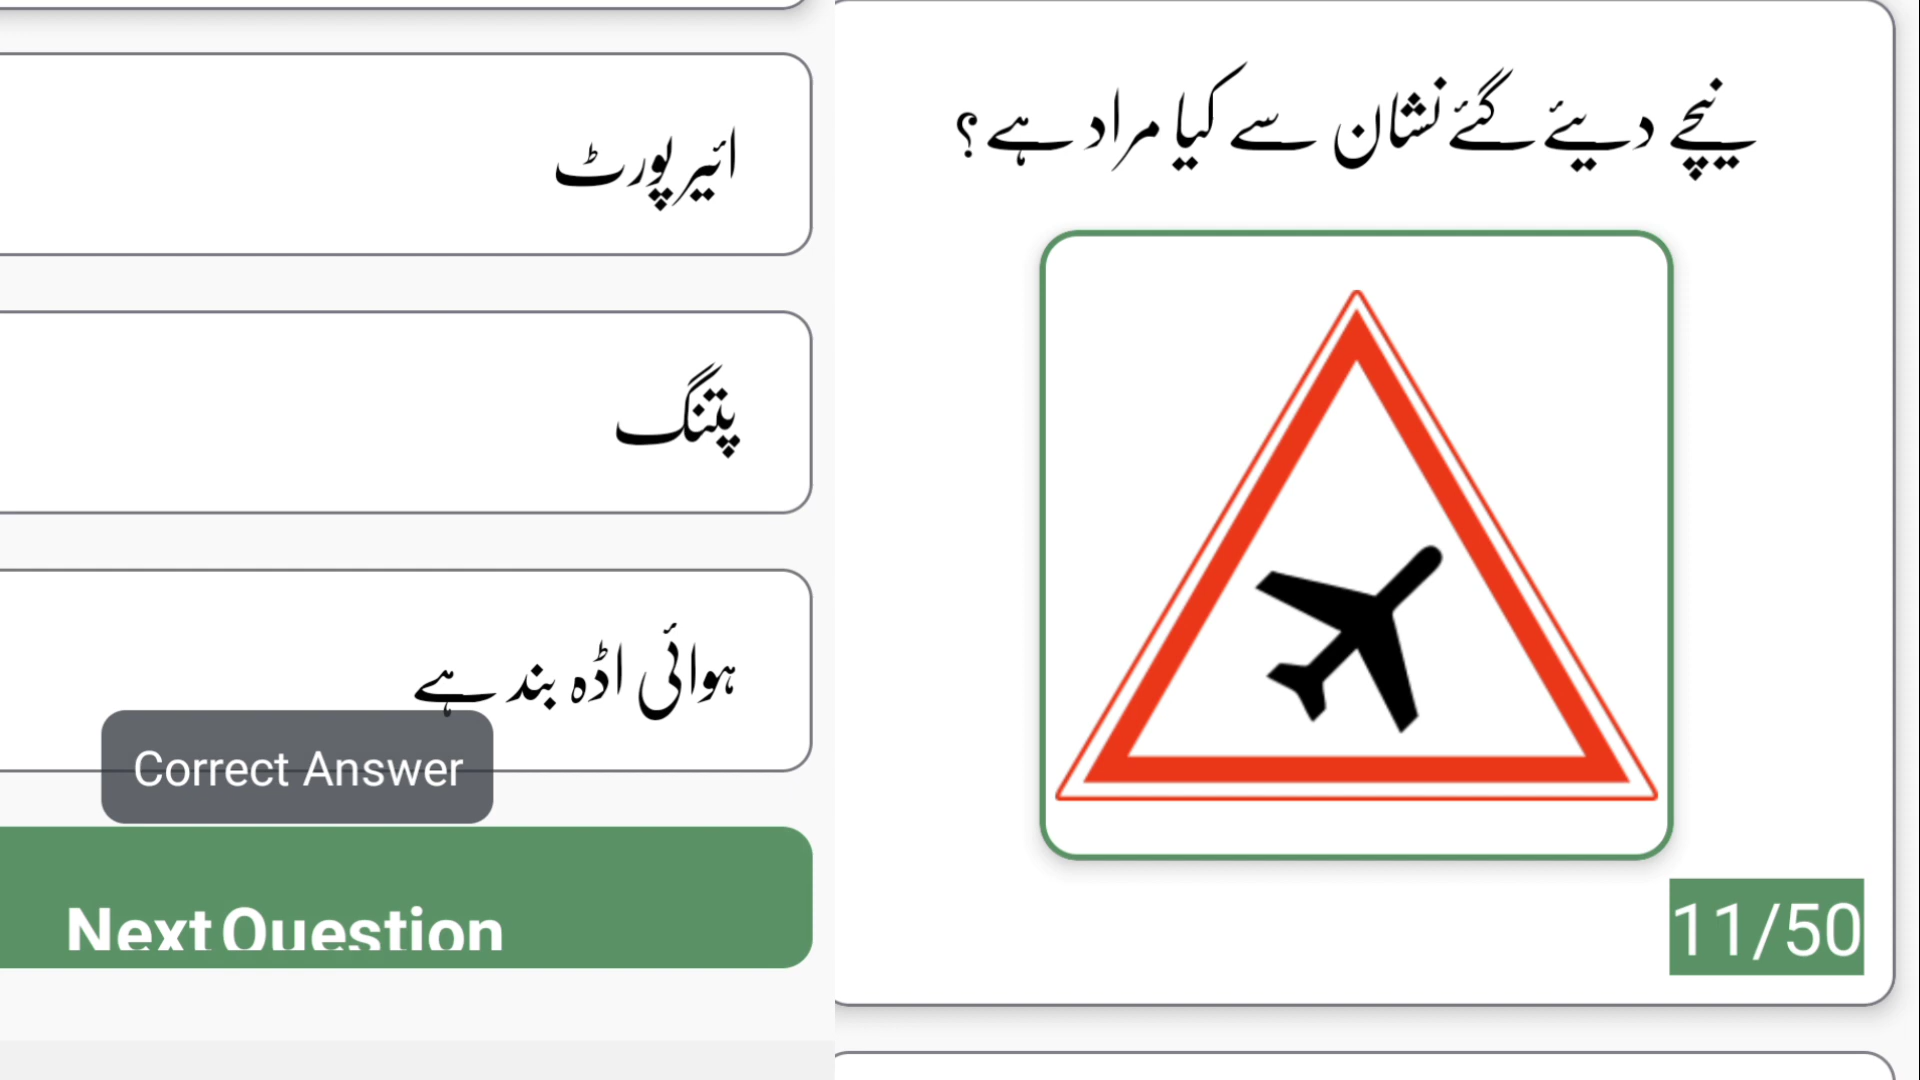 نیچے دیئے گئے نشان سے کیا مراد ہے؟
11/50
ائیرپورٹ
پتنگ
ہوائی اڈہ بند ہے
Correct Answer
Next Question